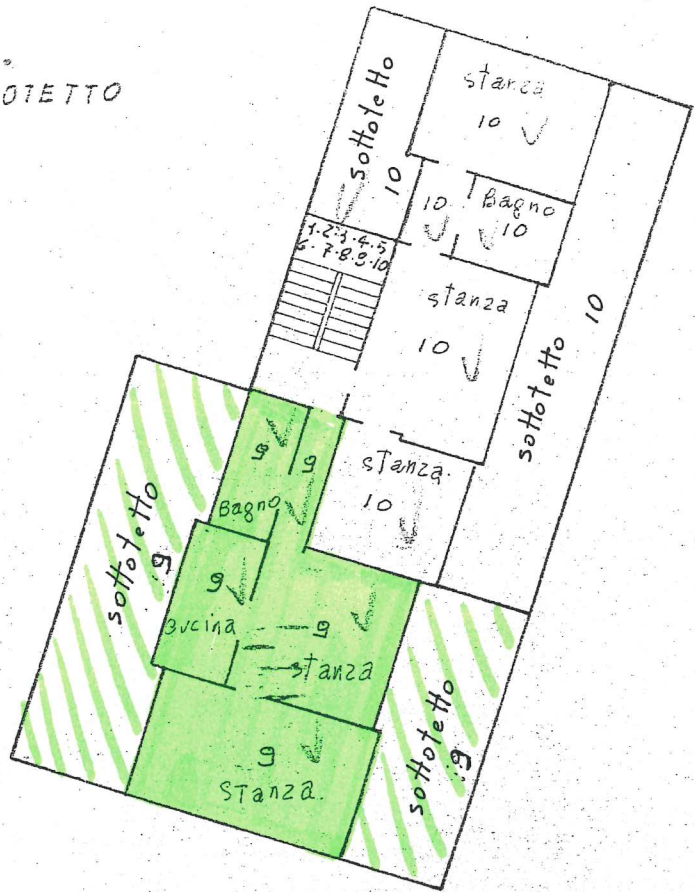 OTETTO
sottotetto
10
stanza
10
10
Bagno
10
1.2.3.4.5
6.7.8.9.10
stanza
10
sottotetto 10
stanza.
10
9
9
Bagno
sottotetto
9
9
cucina
9
stanza
9
STanza.
sottotetto
9